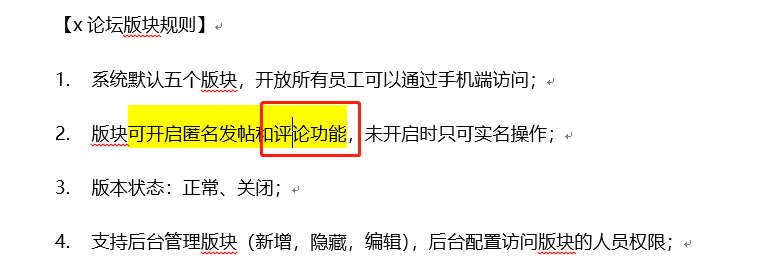 【x 论坛版块规则】
1. 系统默认五个版块，开放所有员工可以通过手机端访问；
2. 版块可开启匿名发帖和评论功能，未开启时只可实名操作；
3. 版本状态：正常、关闭；
4. 支持后台管理版块（新增，隐藏，编辑），后台配置访问版块的人员权限；